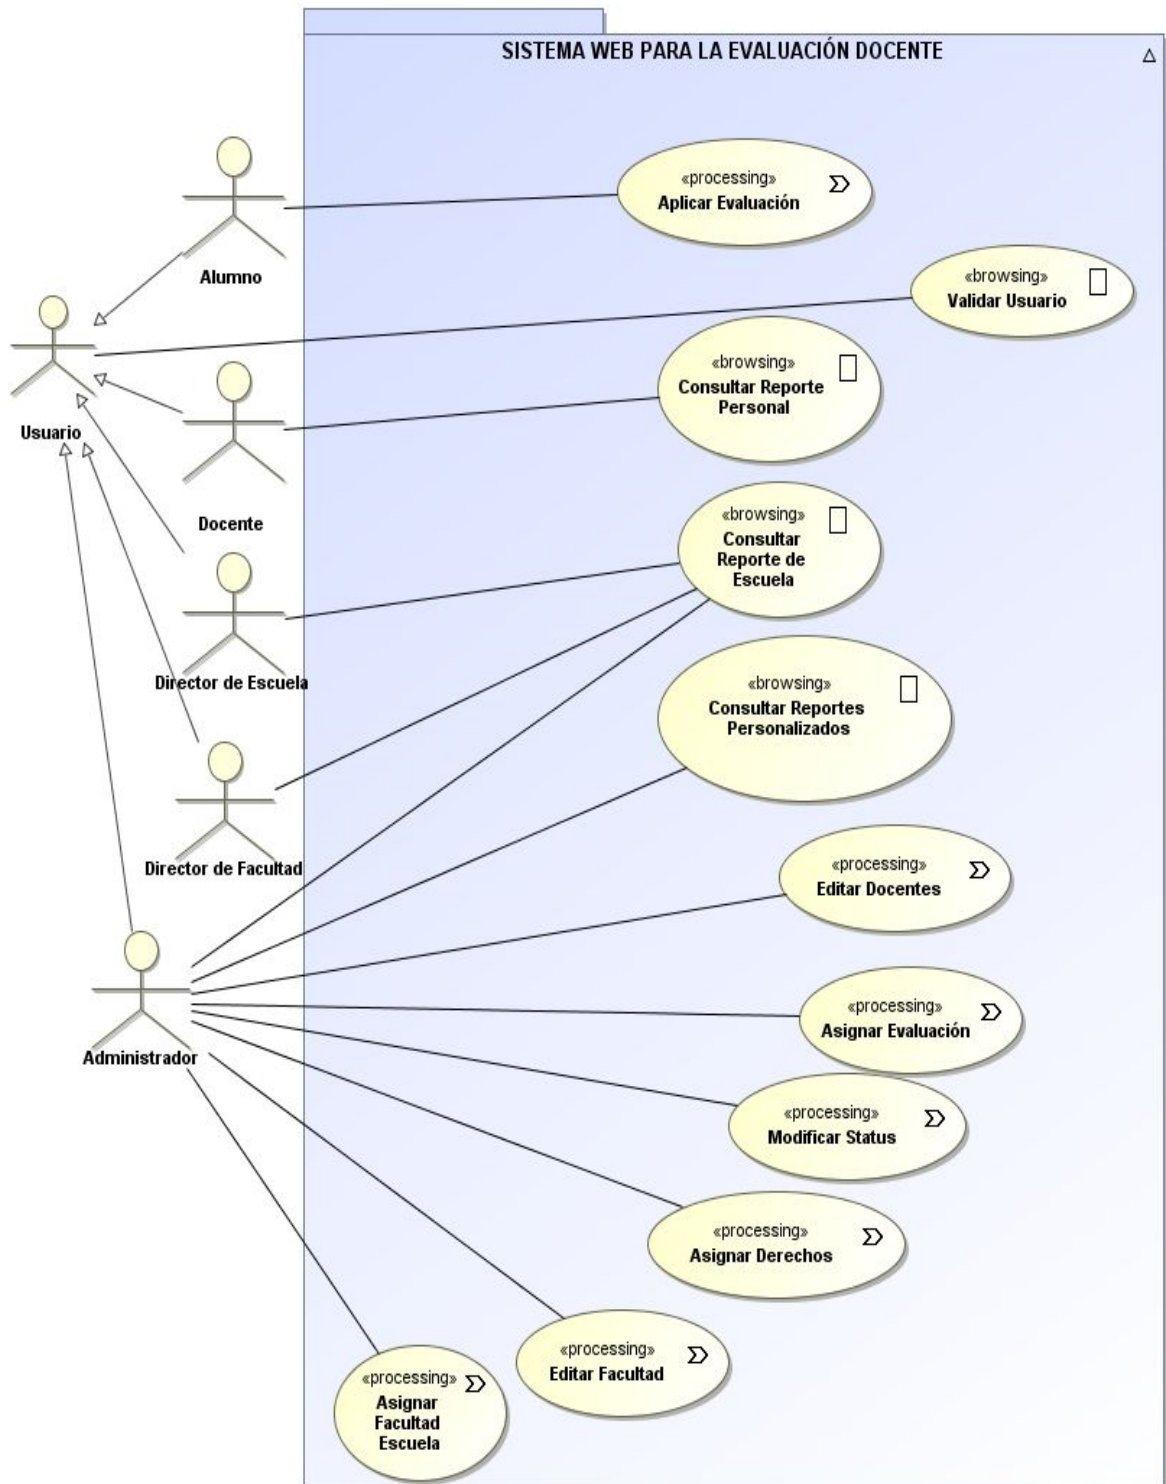 SISTEMA WEB PARA LA EVALUACIÓN DOCENTE
«processing»
Aplicar Evaluación
Alumno
«browsing»
Validar Usuario
«browsing»
Consultar Reporte
Personal
Usuario
Docente
«browsing»
Consultar
Reporte de
Escuela
Director de Escuela
«browsing»
Consultar Reportes
Personalizados
Director de Facultad
«processing»
Editar Docentes
«processing»
Asignar Evaluación
Administrador
«processing»
Modificar Status
«processing»
Asignar Derechos
«processing»
Editar Facultad
«processing»
Asignar
Facultad
Escuela